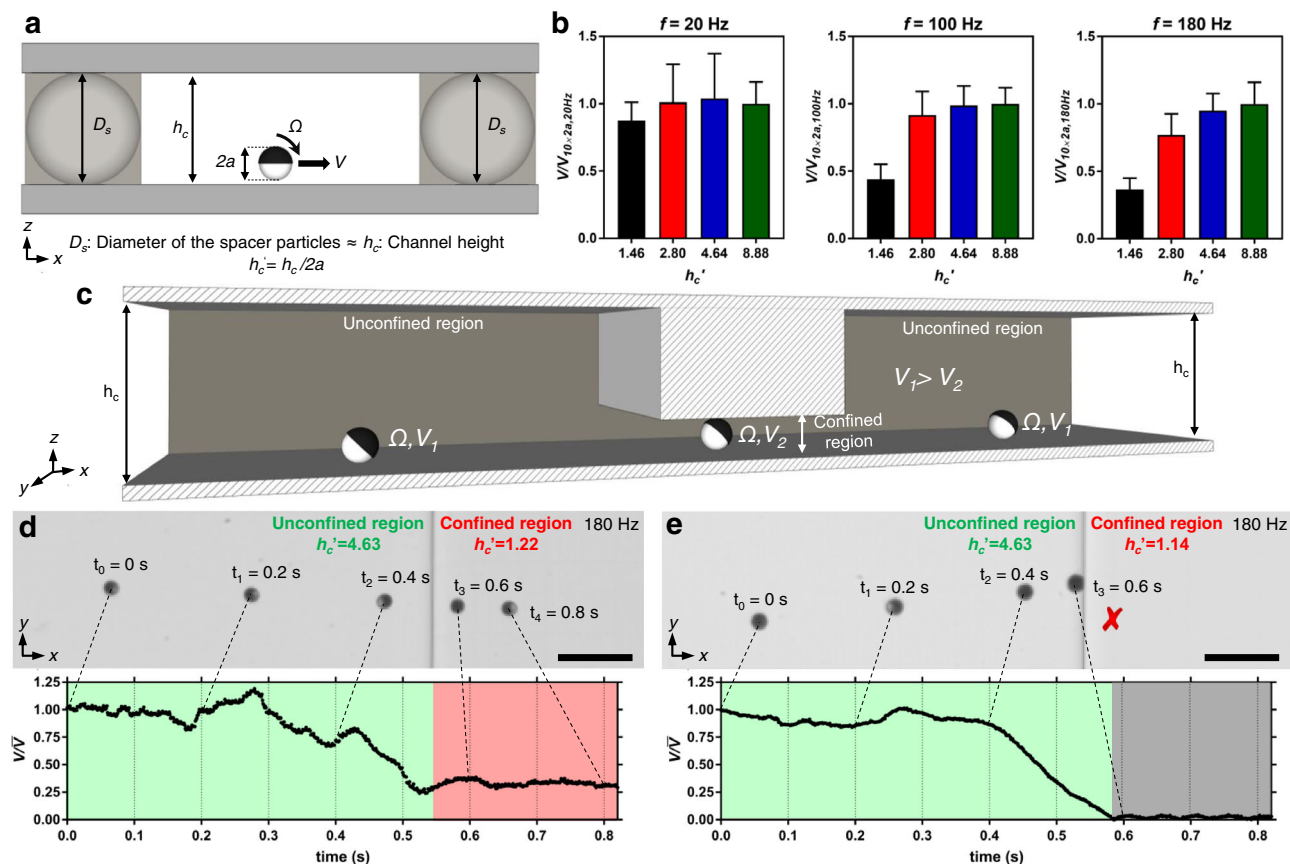 a
D_s
h_c
2a
Ω
V
D_s
z
x
D_s: Diameter of the spacer particles ≈ h_c: Channel height
h_c' = h_c/2a
b
f = 20 Hz
V/V_10×2a,20Hz
1.5
1.0
0.5
0.0
1.46 2.80 4.64 8.88
h_c'
f = 100 Hz
V/V_10×2a,100Hz
1.5
1.0
0.5
0.0
1.46 2.80 4.64 8.88
h_c'
f = 180 Hz
V/V_10×2a,180Hz
1.5
1.0
0.5
0.0
1.46 2.80 4.64 8.88
h_c'
c
Unconfined region
Unconfined region
h_c
V_1 > V_2
h_c
Ω,V_1
Ω,V_2
Confined
region
Ω,V_1
z
x
y
d
Unconfined region
h_c'=4.63
Confined region
h_c'=1.22
180 Hz
t_0 = 0 s
t_1 = 0.2 s
t_2 = 0.4 s
t_3 = 0.6 s
t_4 = 0.8 s
y
x
V/V̅
1.25
1.00
0.75
0.50
0.25
0.00
0.0 0.1 0.2 0.3 0.4 0.5 0.6 0.7 0.8
time (s)
e
Unconfined region
h_c'=4.63
Confined region
h_c'=1.14
180 Hz
t_0 = 0 s
t_1 = 0.2 s
t_2 = 0.4 s
t_3 = 0.6 s
✗
y
x
V/V̅
1.25
1.00
0.75
0.50
0.25
0.00
0.0 0.1 0.2 0.3 0.4 0.5 0.6 0.7 0.8
time (s)